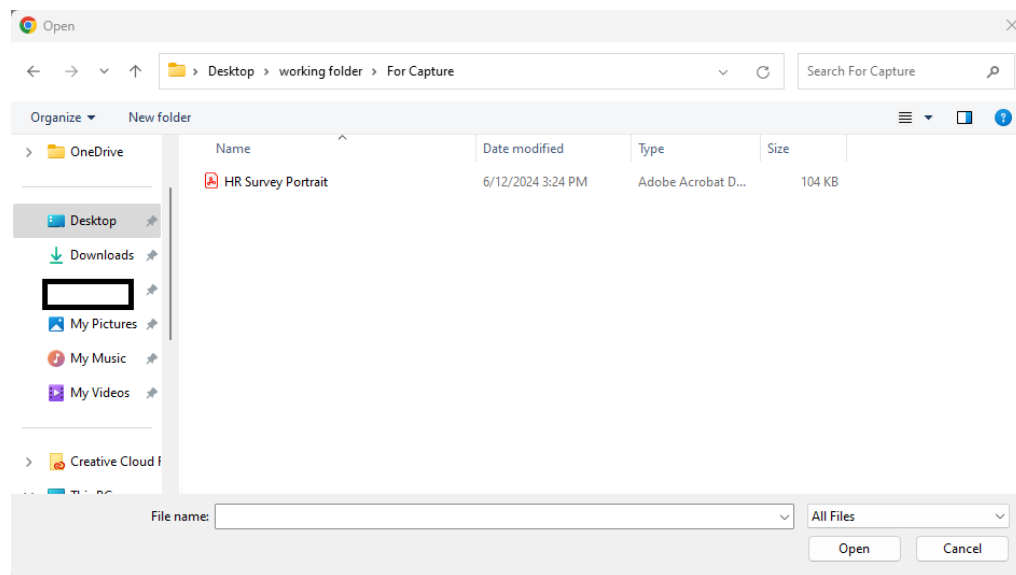 Open
Desktop > working folder > For Capture
Search For Capture
Organize
New folder
Name Date modified Type Size
OneDrive
HR Survey Portrait 6/12/2024 3:24 PM Adobe Acrobat D... 104 KB
Desktop
Downloads
My Pictures
My Music
My Videos
Creative Cloud F
This PC
File name:
All Files
Open Cancel